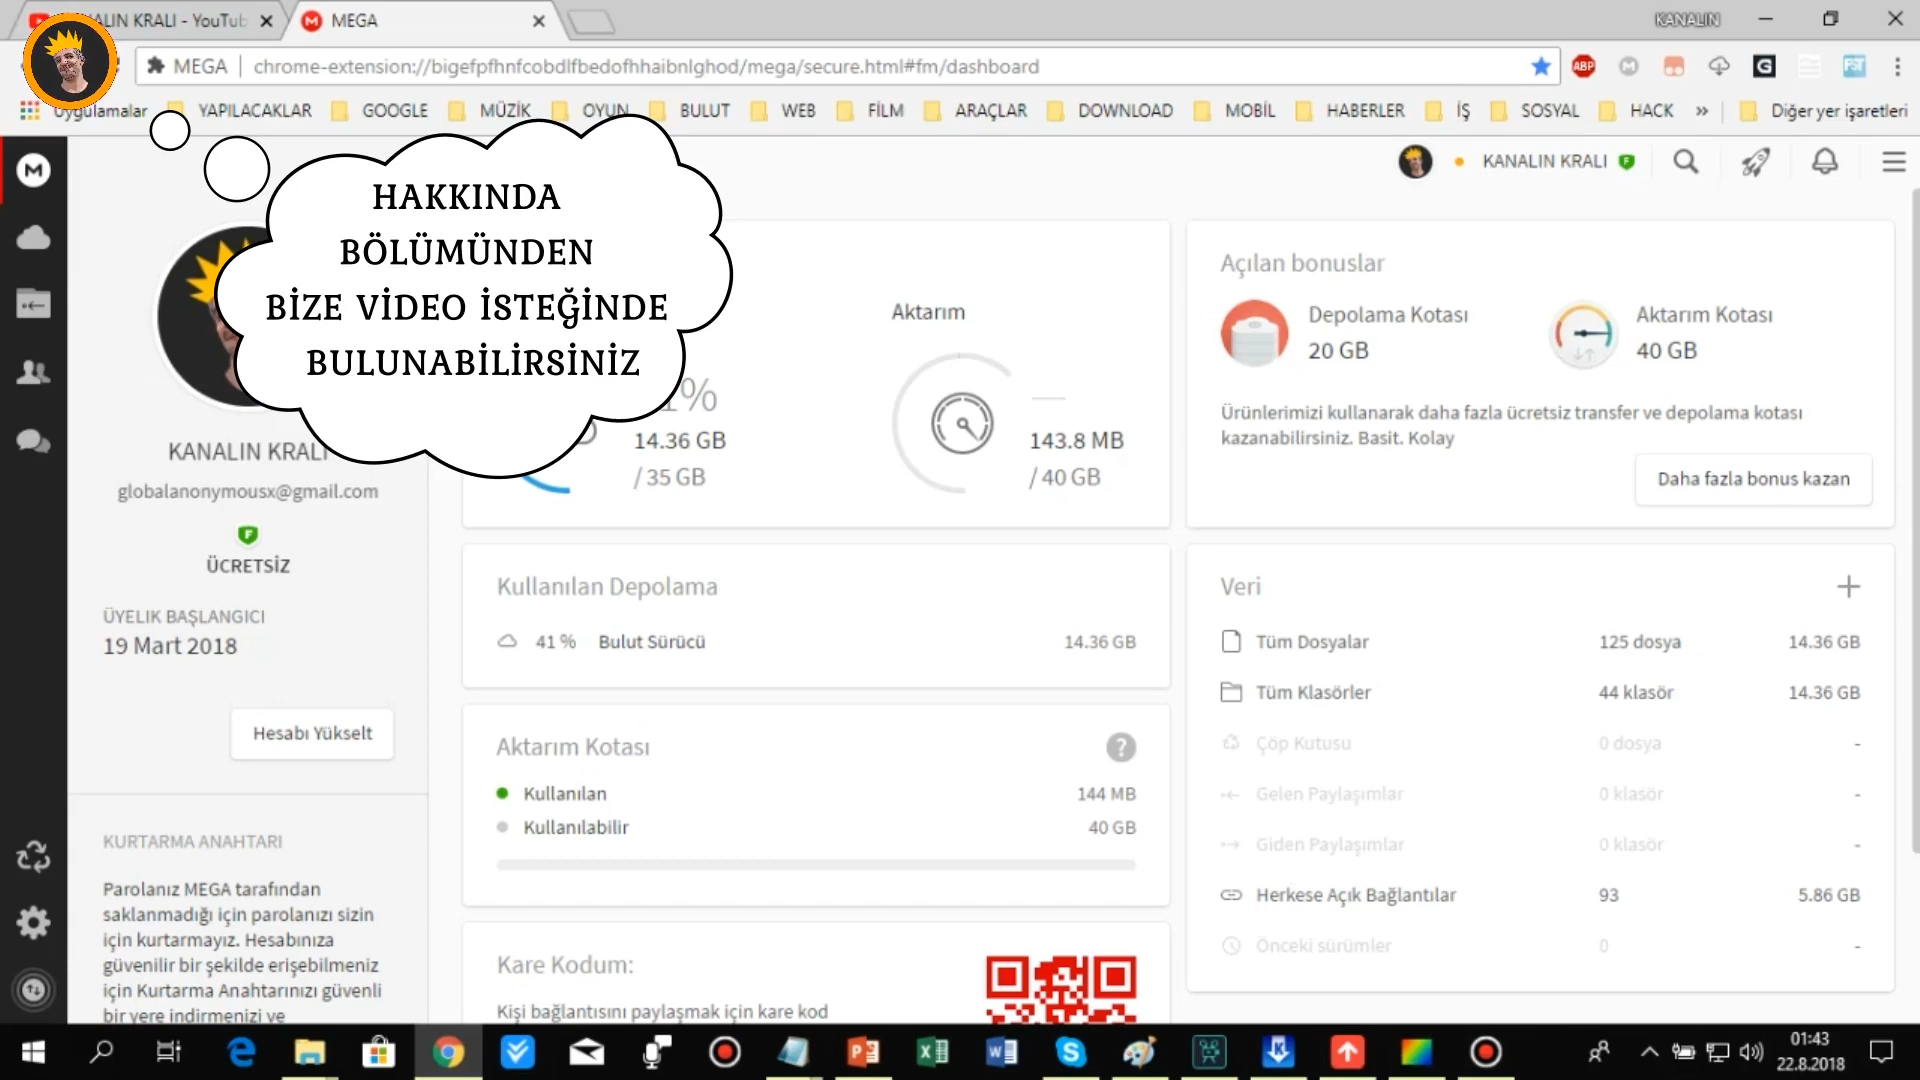 KANALIN KRALI - YouTub
MEGA
KANALIN
MEGA
chrome-extension://bigefpfhnfcobdlfbedofhhaibnlghod/mega/secure.html#fm/dashboard
ABP
G
Uygulamalar
YAPILACAKLAR
GOOGLE
MÜZİK
OYUN
BULUT
WEB
FİLM
ARAÇLAR
DOWNLOAD
MOBİL
HABERLER
İŞ
SOSYAL
HACK
»
Diğer yer işaretleri
KANALIN KRALI
HAKKINDA
BÖLÜMÜNDEN
BİZE VİDEO İSTEĞİNDE
BULUNABİLİRSİNİZ
KANALIN KRALI
globalanonymousx@gmail.com
ÜCRETSİZ
ÜYELIK BAŞLANGICI
19 Mart 2018
Hesabı Yükselt
KURTARMA ANAHTARI
Parolanız MEGA tarafından
saklanmadığı için parolanızı sizin
için kurtarmayız. Hesabınıza
güvenilir bir şekilde erişebilmeniz
için Kurtarma Anahtarınızı güvenli
bir yere indirmenizi ve
14.36 GB
/ 35 GB
Aktarım
143.8 MB
/ 40 GB
Açılan bonuslar
Depolama Kotası
20 GB
Aktarım Kotası
40 GB
Ürünlerimizi kullanarak daha fazla ücretsiz transfer ve depolama kotası
kazanabilirsiniz. Basit. Kolay
Daha fazla bonus kazan
Kullanılan Depolama
41 % Bulut Sürücü 14.36 GB
Aktarım Kotası
?
Kullanılan 144 MB
Kullanılabilir 40 GB
Kare Kodum:
Kişi bağlantısını paylaşmak için kare kod
Veri
Tüm Dosyalar 125 dosya 14.36 GB
Tüm Klasörler 44 klasör 14.36 GB
Çöp Kutusu 0 dosya -
Gelen Paylaşımlar 0 klasör -
Giden Paylaşımlar 0 klasör -
Herkese Açık Bağlantılar 93 5.86 GB
Önceki sürümler 0 -
01:43
22.8.2018